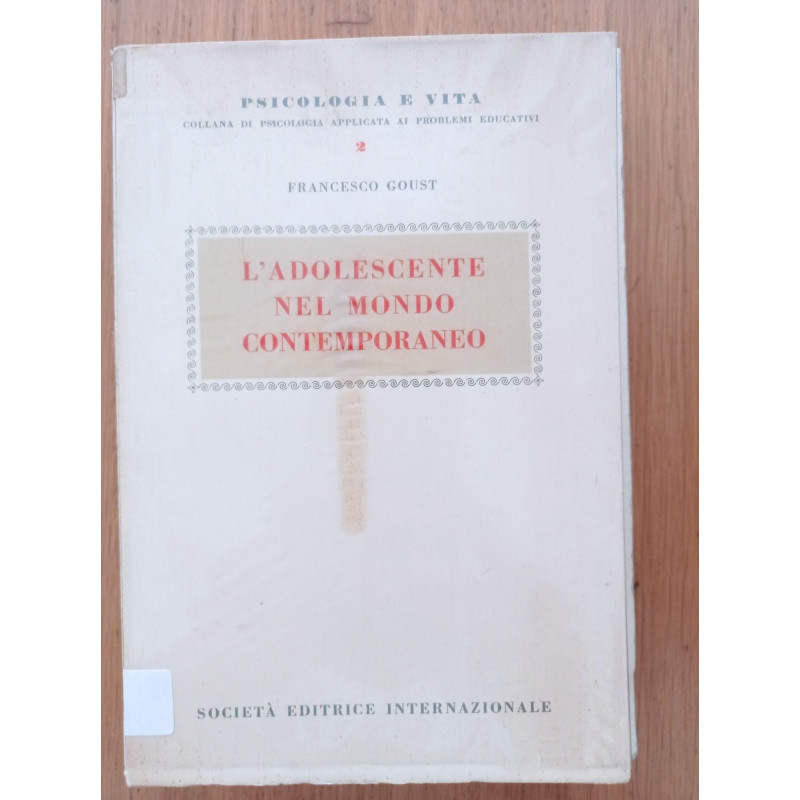 PSICOLOGIA E VITA
COLLANA DI PSICOLOGIA APPLICATA AI PROBLEMI EDUCATIVI
2
FRANCESCO GOUST
L'ADOLESCENTE
NEL MONDO
CONTEMPORANEO
SOCIETÀ EDITRICE INTERNAZIONALE